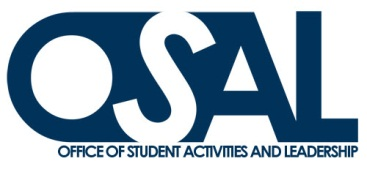 OSAL
OFFICE OF STUDENT ACTIVITIES AND LEADERSHIP